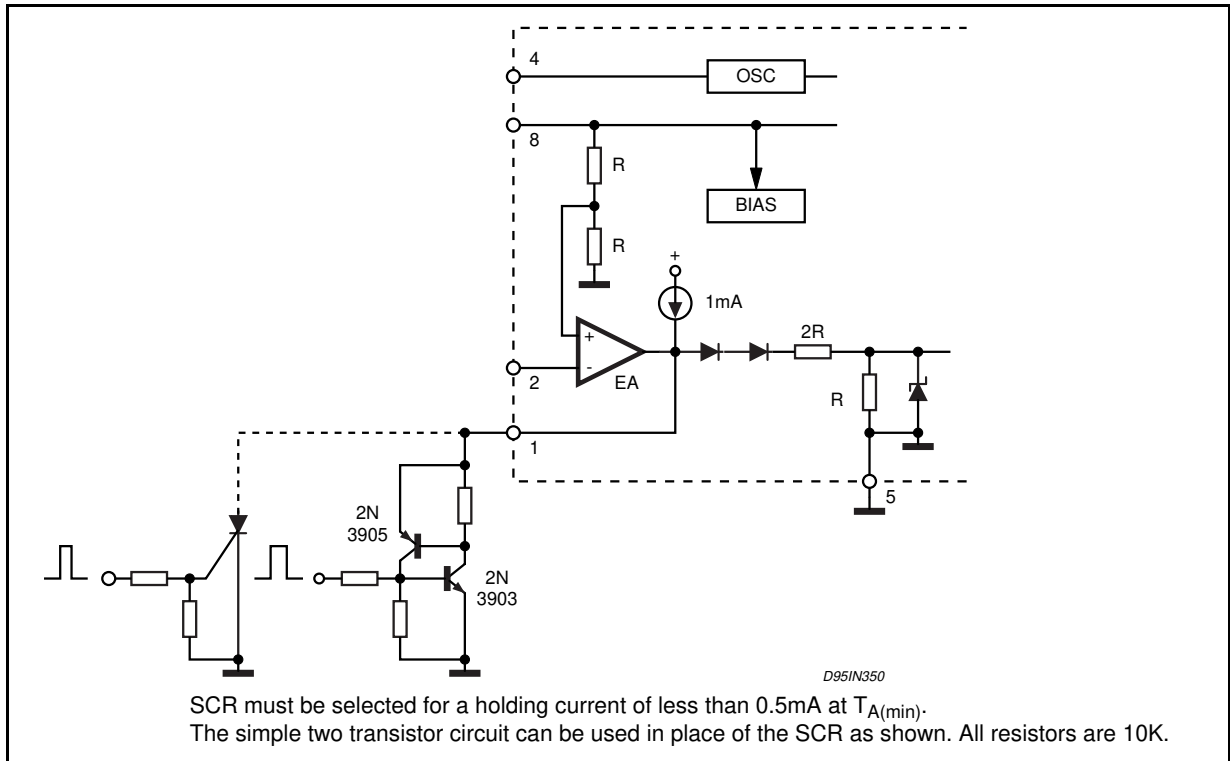 4
OSC
8
R
BIAS
R
+
1mA
2R
+
-
EA
2
R
1
5
2N
3905
2N
3903
D95IN350
SCR must be selected for a holding current of less than 0.5mA at TA(min).
The simple two transistor circuit can be used in place of the SCR as shown. All resistors are 10K.